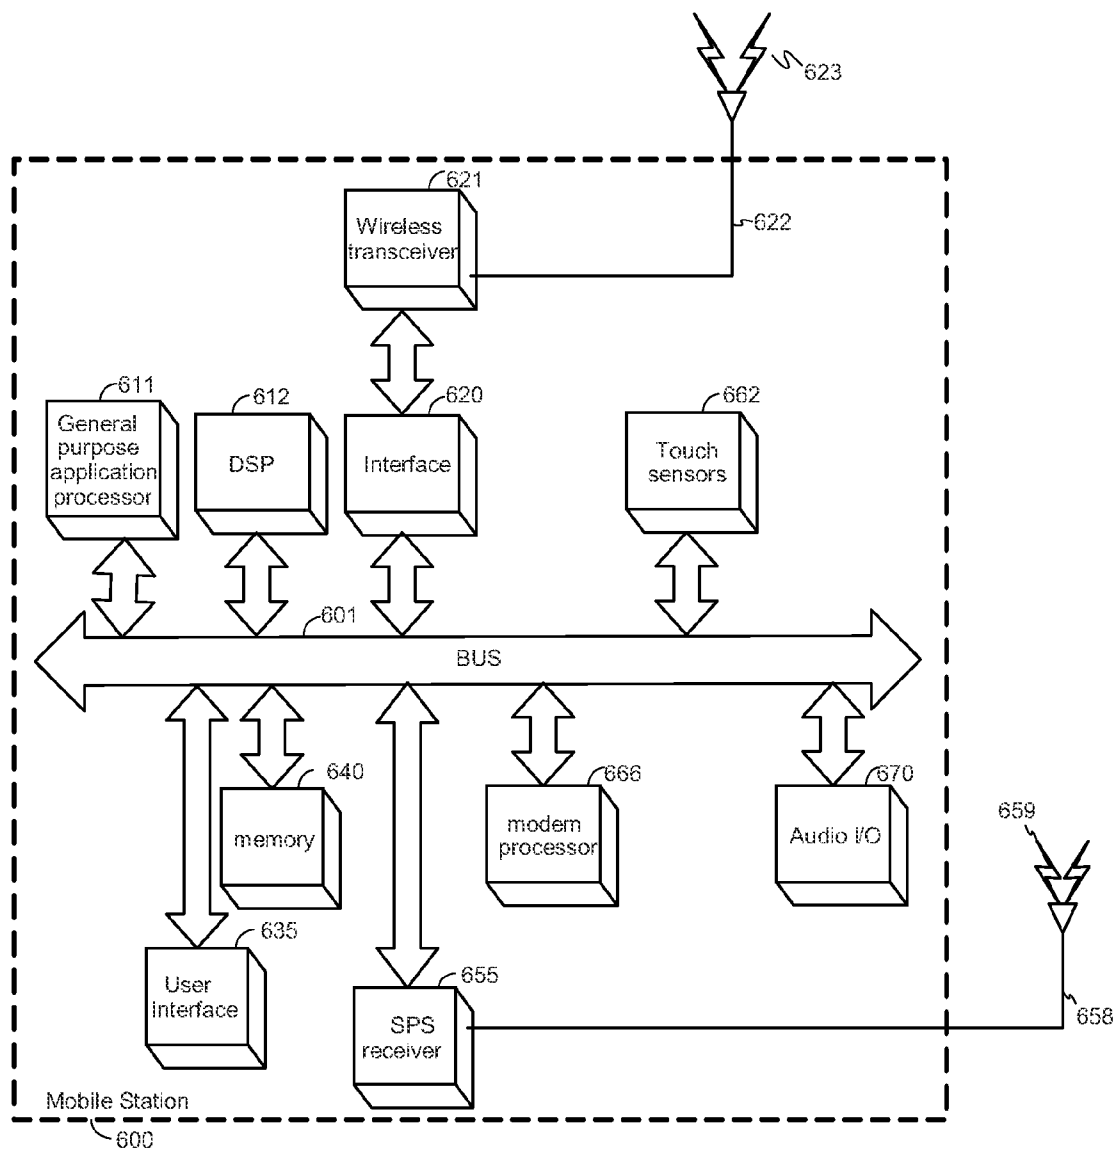 623
621
Wireless
transceiver
622
611
General
purpose
application
processor
612
DSP
620
Interface
662
Touch
sensors
601
BUS
640
memory
666
modem
processor
670
Audio I/O
659
635
User
interface
655
SPS
receiver
658
Mobile Station
600